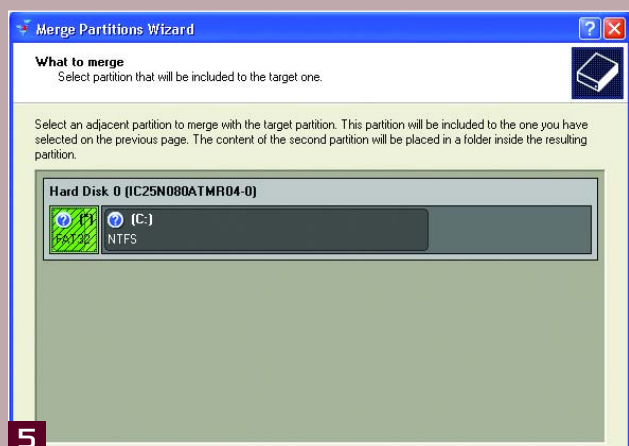 Merge Partitions Wizard
What to merge
Select partition that will be included to the target one.
Select an adjacent partition to merge with the target partition. This partition will be included to the one you have
selected on the previous page. The content of the second partition will be placed in a folder inside the resulting
partition.
Hard Disk 0 (IC25N080ATMR04-0)
(*)
FAT32
(C:)
NTFS
5